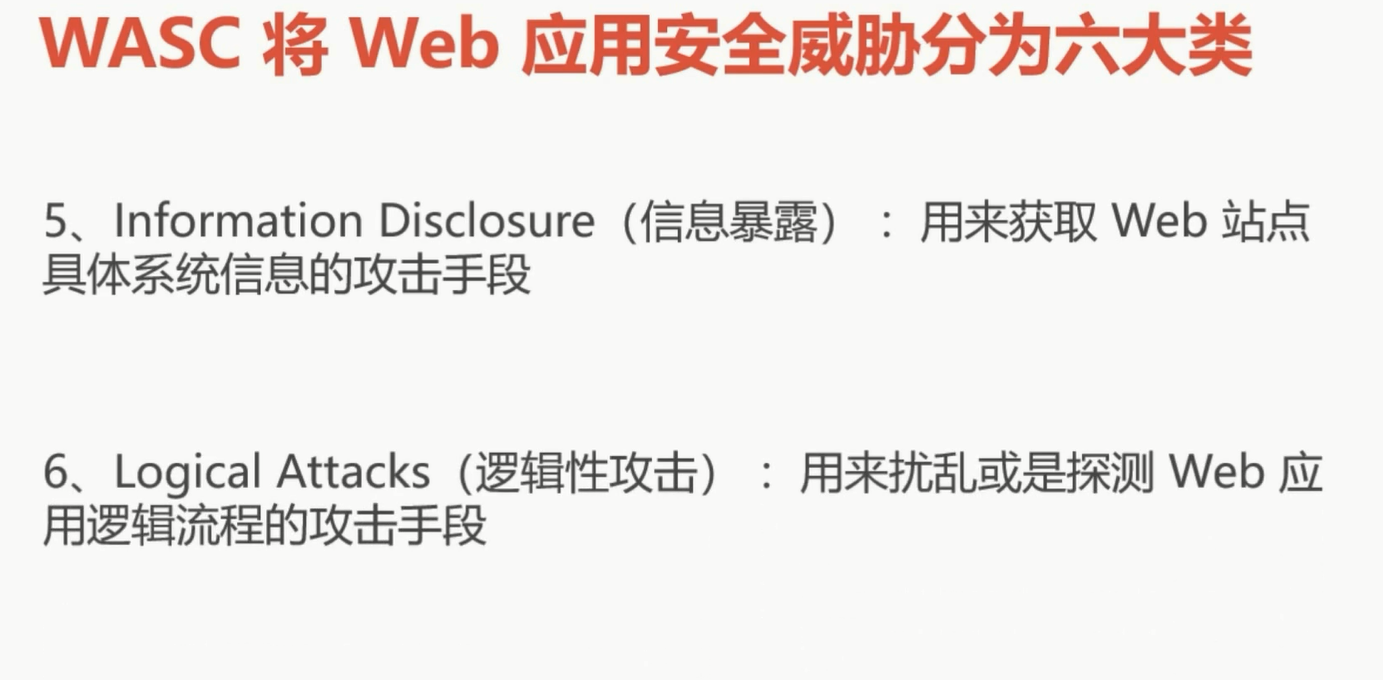 WASC 将 Web 应用安全威胁分为六大类
5、Information Disclosure（信息暴露） ： 用来获取 Web 站点
具体系统信息的攻击手段
6、Logical Attacks（逻辑性攻击） ： 用来扰乱或是探测 Web 应
用逻辑流程的攻击手段